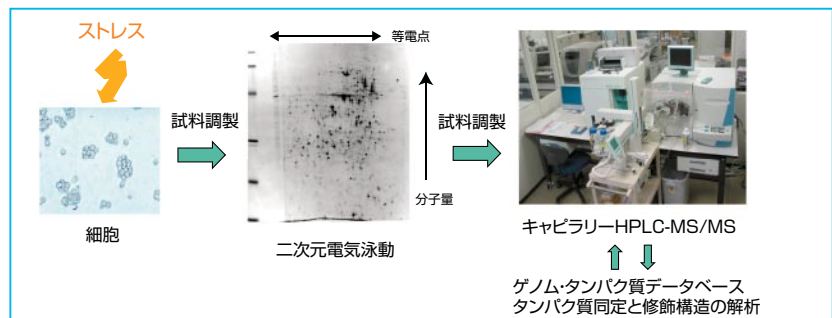 ストレス
細胞
試料調製
等電点
分子量
二次元電気泳動
試料調製
キャピラリーHPLC-MS/MS
ゲノム・タンパク質データベース
タンパク質同定と修飾構造の解析